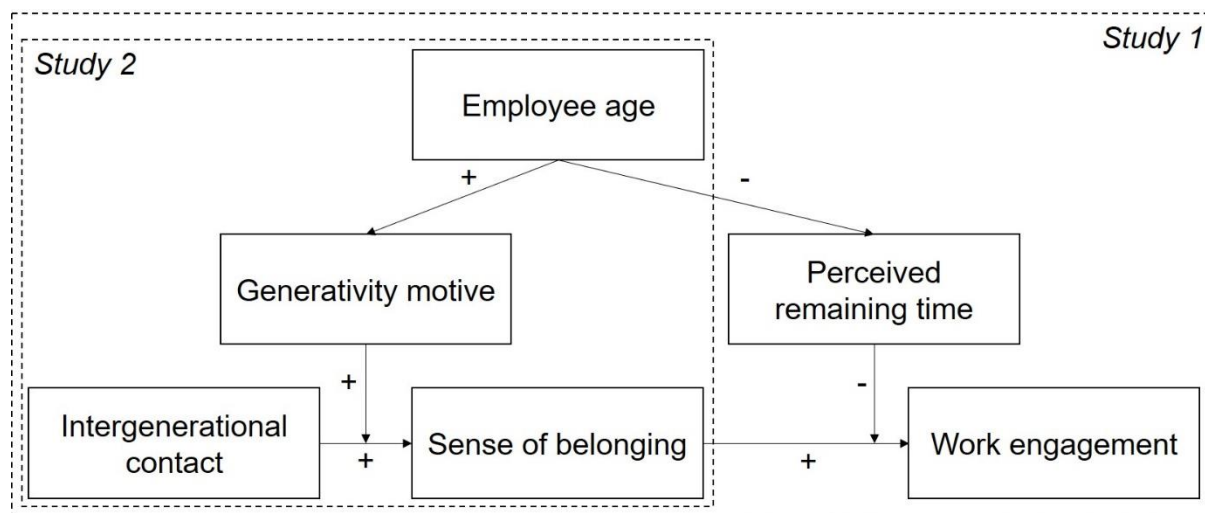 Study 1
Study 2
Employee age
+
-
Generativity motive
Perceived
remaining time
+
-
Intergenerational
contact
+
Sense of belonging
+
Work engagement